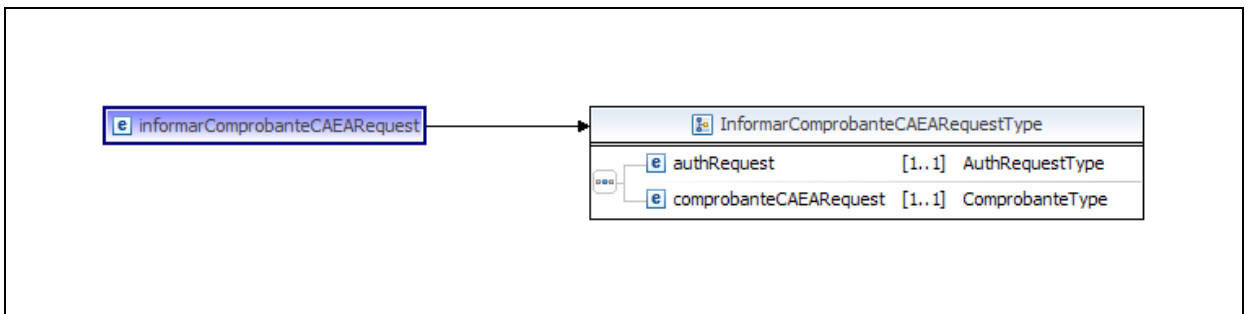 informarComprobanteCAEARequest
InformarComprobanteCAEARequestType
authRequest [1..1] AuthRequestType
comprobanteCAEARequest [1..1] ComprobanteType